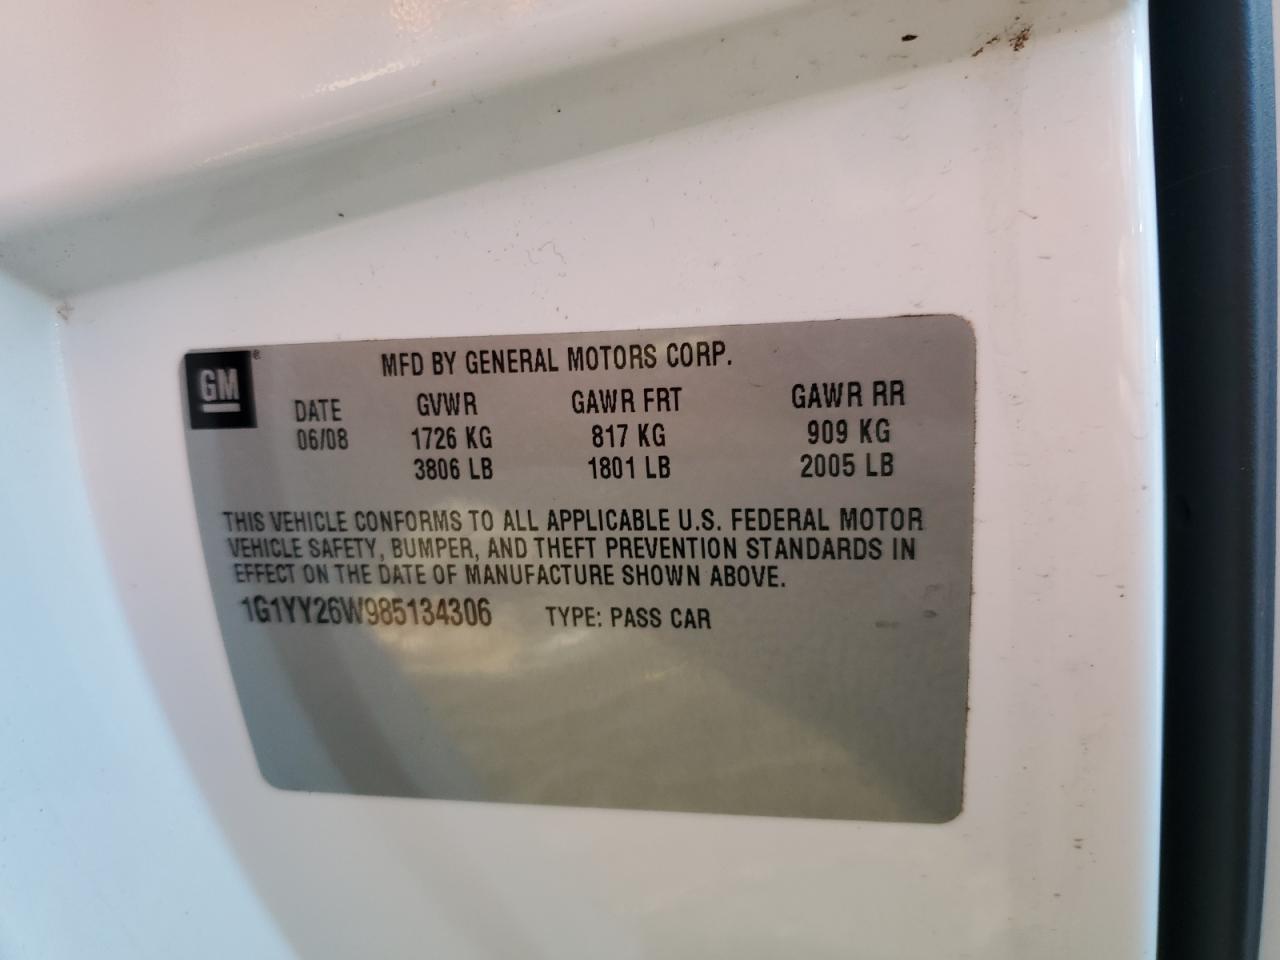 GM ®
MFD BY GENERAL MOTORS CORP.
DATE GVWR GAWR FRT GAWR RR
06/08 1726 KG 817 KG 909 KG
3806 LB 1801 LB 2005 LB
THIS VEHICLE CONFORMS TO ALL APPLICABLE U.S. FEDERAL MOTOR
VEHICLE SAFETY, BUMPER, AND THEFT PREVENTION STANDARDS IN
EFFECT ON THE DATE OF MANUFACTURE SHOWN ABOVE.
1G1YY26W985134306 TYPE: PASS CAR